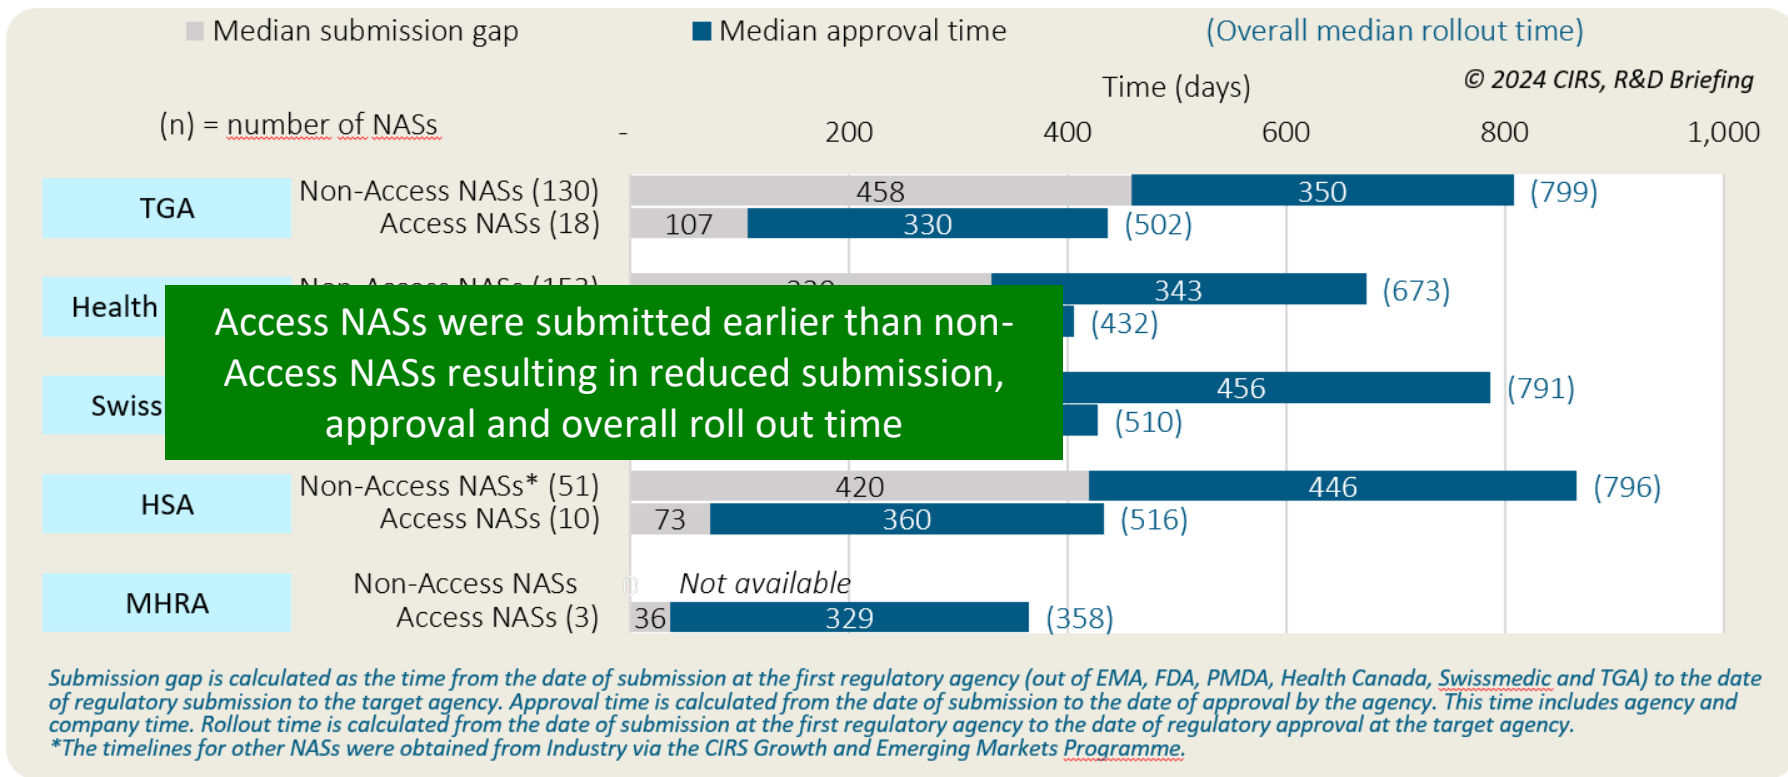 Median submission gap Median approval time (Overall median rollout time)
Time (days) © 2024 CIRS, R&D Briefing
(n) = number of NASs - 200 400 600 800 1,000
TGA
Non-Access NASs (130) 458 350 (799)
Access NASs (18) 107 330 (502)
Health
343 (673)
(432)
Access NASs were submitted earlier than non-
Access NASs resulting in reduced submission,
approval and overall roll out time
Swiss
456 (791)
(510)
HSA
Non-Access NASs* (51) 420 446 (796)
Access NASs (10) 73 360 (516)
MHRA
Non-Access NASs Not available
Access NASs (3) 36 329 (358)
Submission gap is calculated as the time from the date of submission at the first regulatory agency (out of EMA, FDA, PMDA, Health Canada, Swissmedic and TGA) to the date
of regulatory submission to the target agency. Approval time is calculated from the date of submission to the date of approval by the agency. This time includes agency and
company time. Rollout time is calculated from the date of submission at the first regulatory agency to the date of regulatory approval at the target agency.
*The timelines for other NASs were obtained from Industry via the CIRS Growth and Emerging Markets Programme.